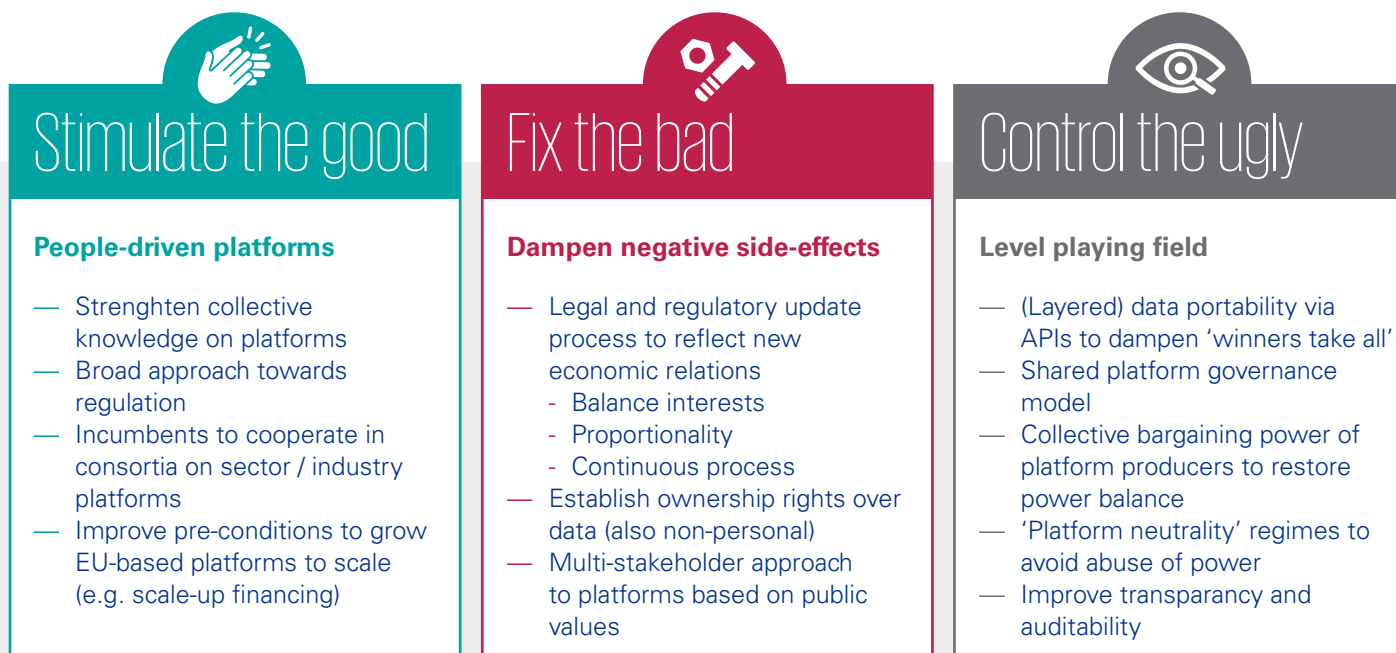 Stimulate the good
People-driven platforms
— Strenghten collective
knowledge on platforms
— Broad approach towards
regulation
— Incumbents to cooperate in
consortia on sector / industry
platforms
— Improve pre-conditions to grow
EU-based platforms to scale
(e.g. scale-up financing)
Fix the bad
Dampen negative side-effects
— Legal and regulatory update
process to reflect new
economic relations
- Balance interests
- Proportionality
- Continuous process
— Establish ownership rights over
data (also non-personal)
— Multi-stakeholder approach
to platforms based on public
values
Control the ugly
Level playing field
— (Layered) data portability via
APIs to dampen ‘winners take all’
— Shared platform governance
model
— Collective bargaining power of
platform producers to restore
power balance
— ‘Platform neutrality’ regimes to
avoid abuse of power
— Improve transparancy and
auditability